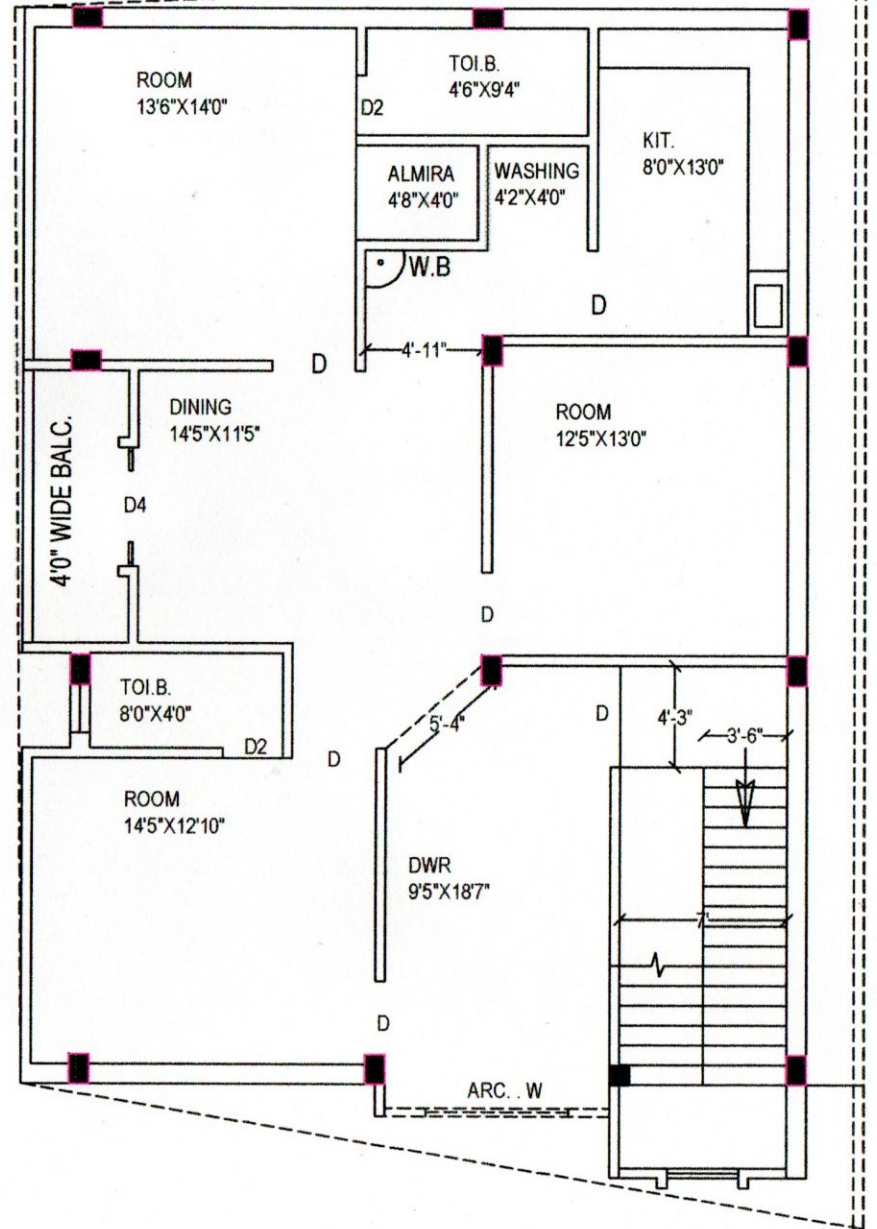 ROOM
13'6"X14'0"
TOI.B.
4'6"X9'4"
D2
KIT.
8'0"X13'0"
ALMIRA
4'8"X4'0"
WASHING
4'2"X4'0"
W.B
D
D
4'-11"
DINING
14'5"X11'5"
ROOM
12'5"X13'0"
4'0" WIDE BALC.
D4
D
TOI.B.
8'0"X4'0"
D2
D
5'-4"
D
4'-3"
3'-6"
ROOM
14'5"X12'10"
DWR
9'5"X18'7"
7'
D
ARC. . W